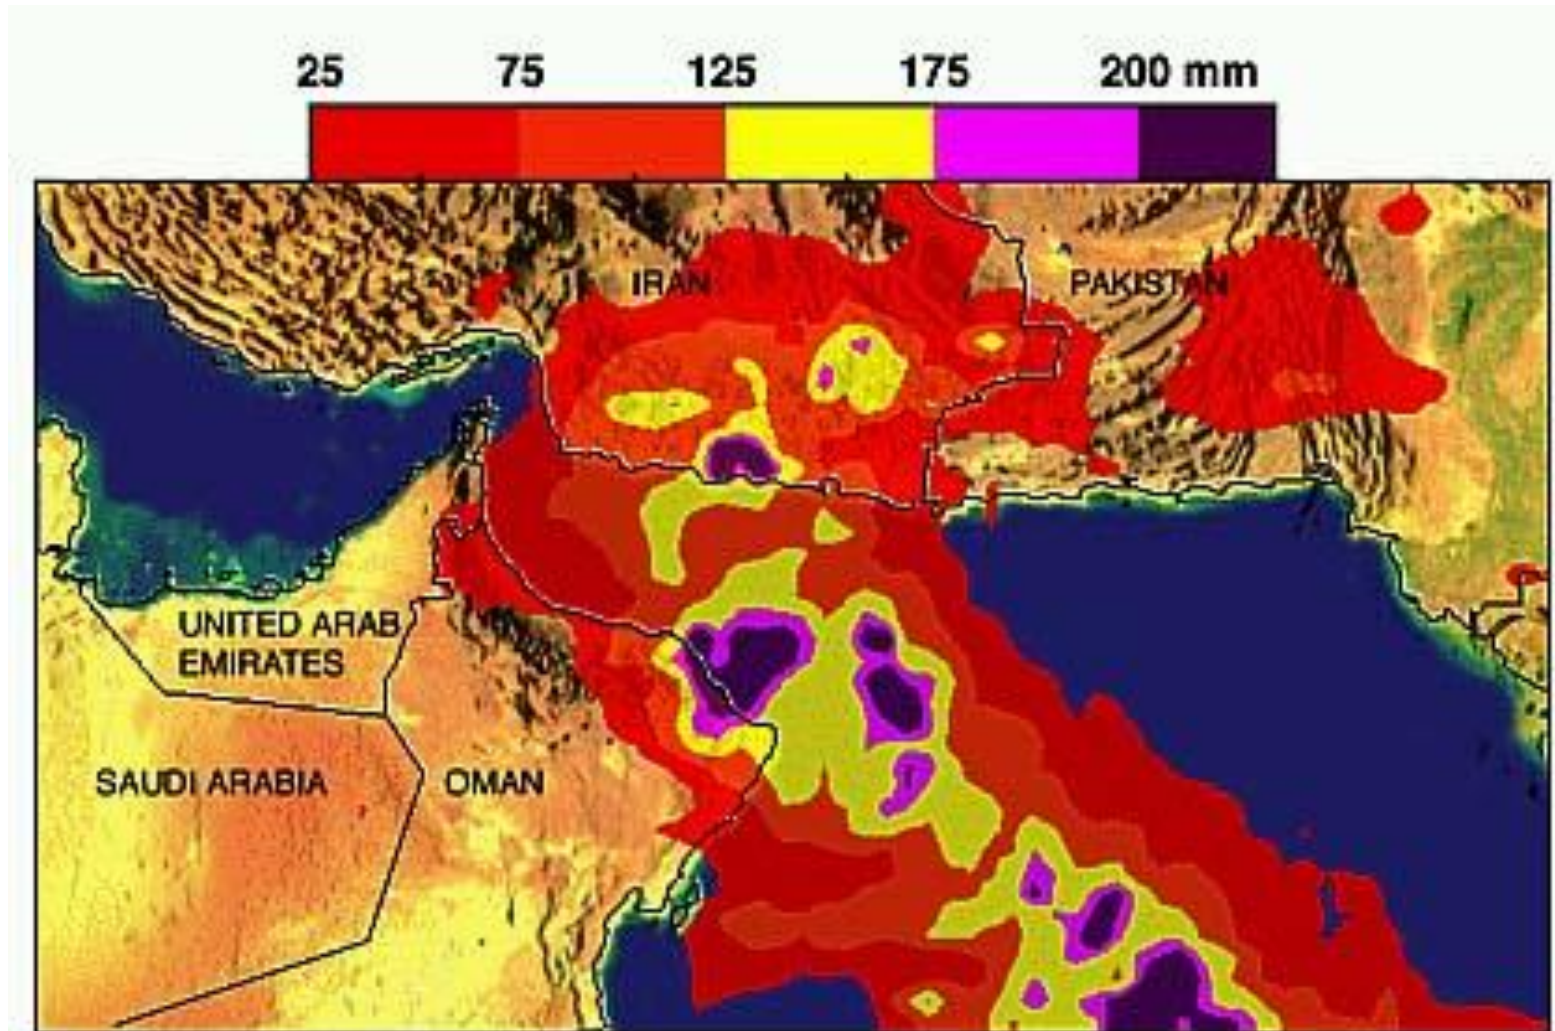 25 75 125 175 200 mm
IRAN PAKISTAN
UNITED ARAB
EMIRATES
SAUDI ARABIA OMAN